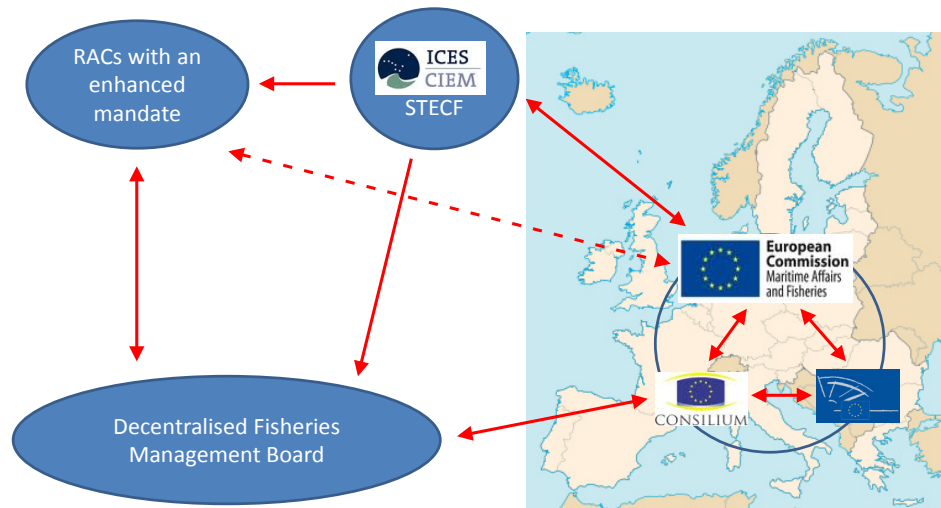 RACs with an
enhanced
mandate
ICES
CIEM
STECF
European
Commission
Maritime Affairs
and Fisheries
CONSILIUM
Decentralised Fisheries
Management Board